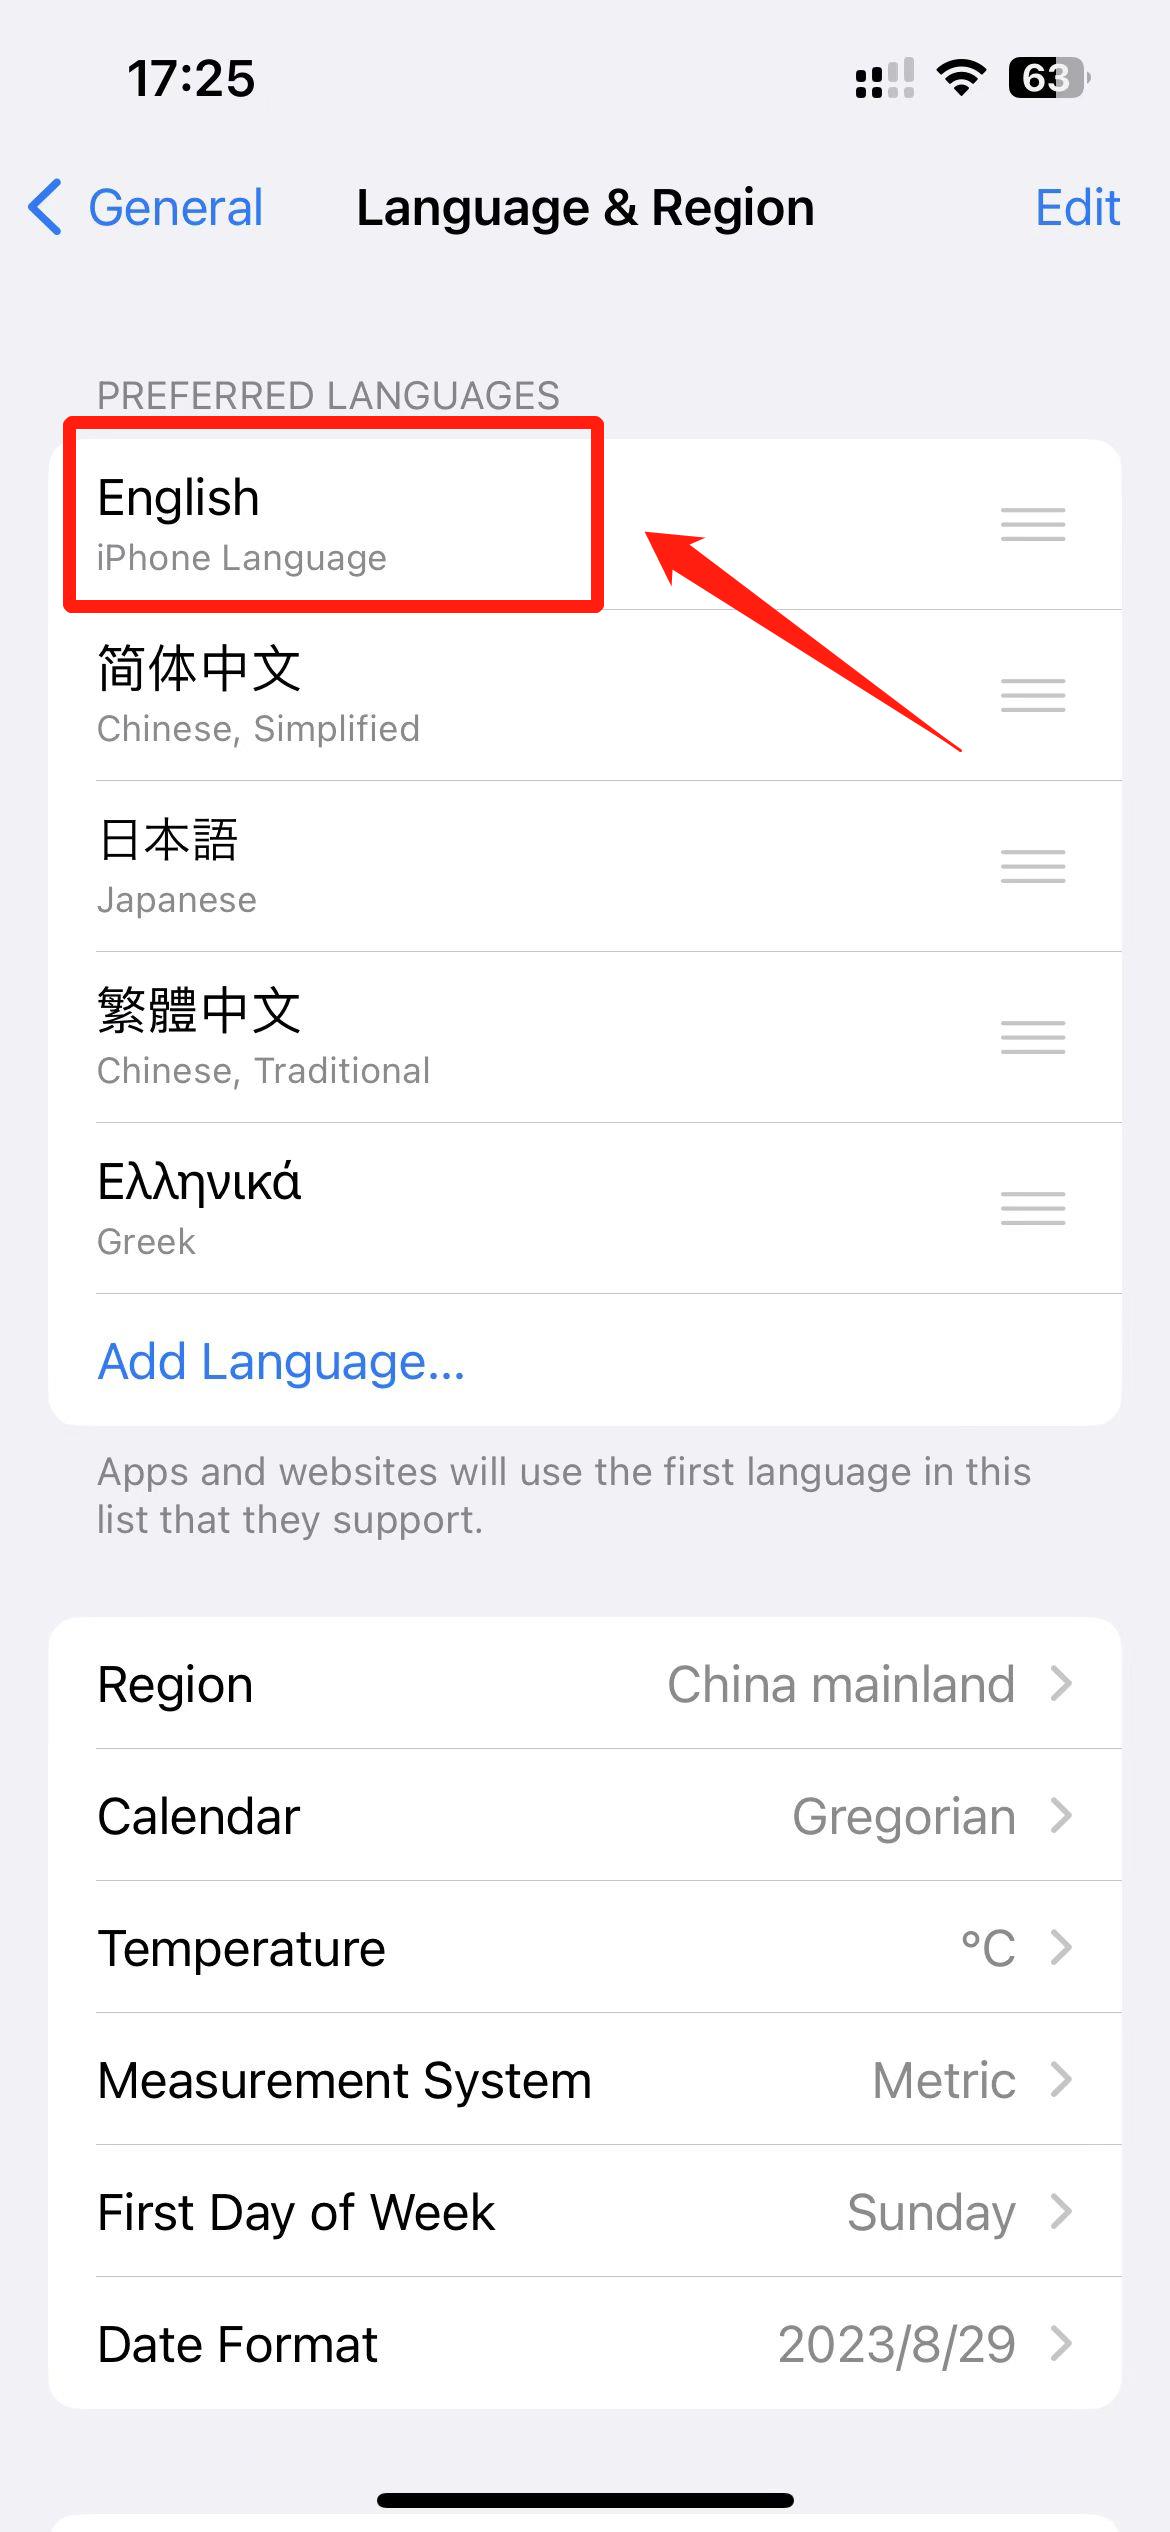 17:25
63
General
Language & Region
Edit
PREFERRED LANGUAGES
English
iPhone Language
简体中文
Chinese, Simplified
日本語
Japanese
繁體中文
Chinese, Traditional
Ελληνικά
Greek
Add Language...
Apps and websites will use the first language in this
list that they support.
Region China mainland
Calendar Gregorian
Temperature °C
Measurement System Metric
First Day of Week Sunday
Date Format 2023/8/29